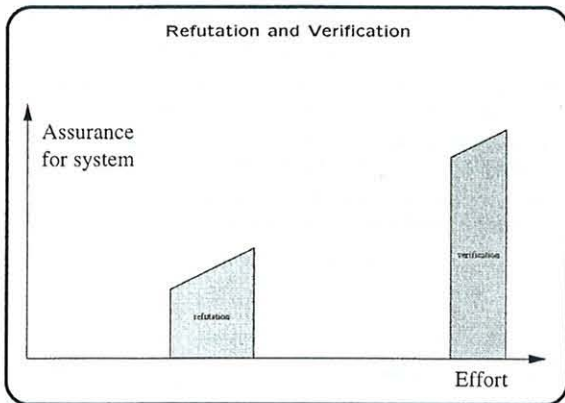 Refutation and Verification
Assurance
for system
refutation
verification
Effort